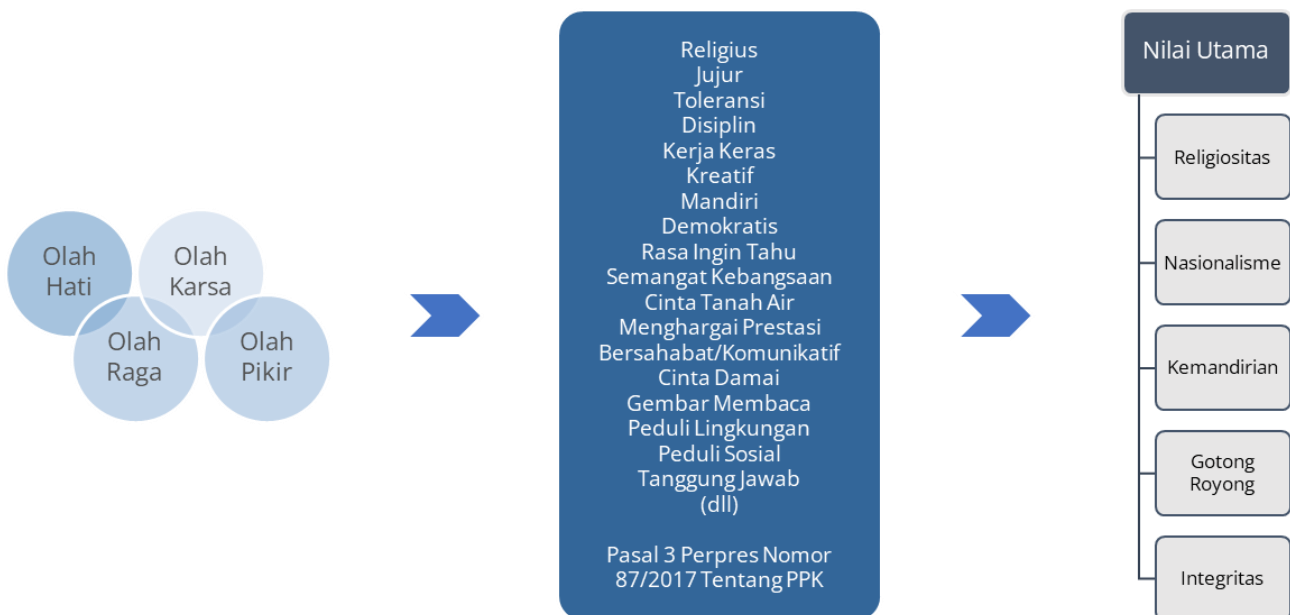 Olah
Hati
Olah
Karsa
Olah
Raga
Olah
Pikir
Religius
Jujur
Toleransi
Disiplin
Kerja Keras
Kreatif
Mandiri
Demokratis
Rasa Ingin Tahu
Semangat Kebangsaan
Cinta Tanah Air
Menghargai Prestasi
Bersahabat/Komunikatif
Cinta Damai
Gembar Membaca
Peduli Lingkungan
Peduli Sosial
Tanggung Jawab
(dll)
Pasal 3 Perpres Nomor
87/2017 Tentang PPK
Nilai Utama
Religiositas
Nasionalisme
Kemandirian
Gotong
Royong
Integritas